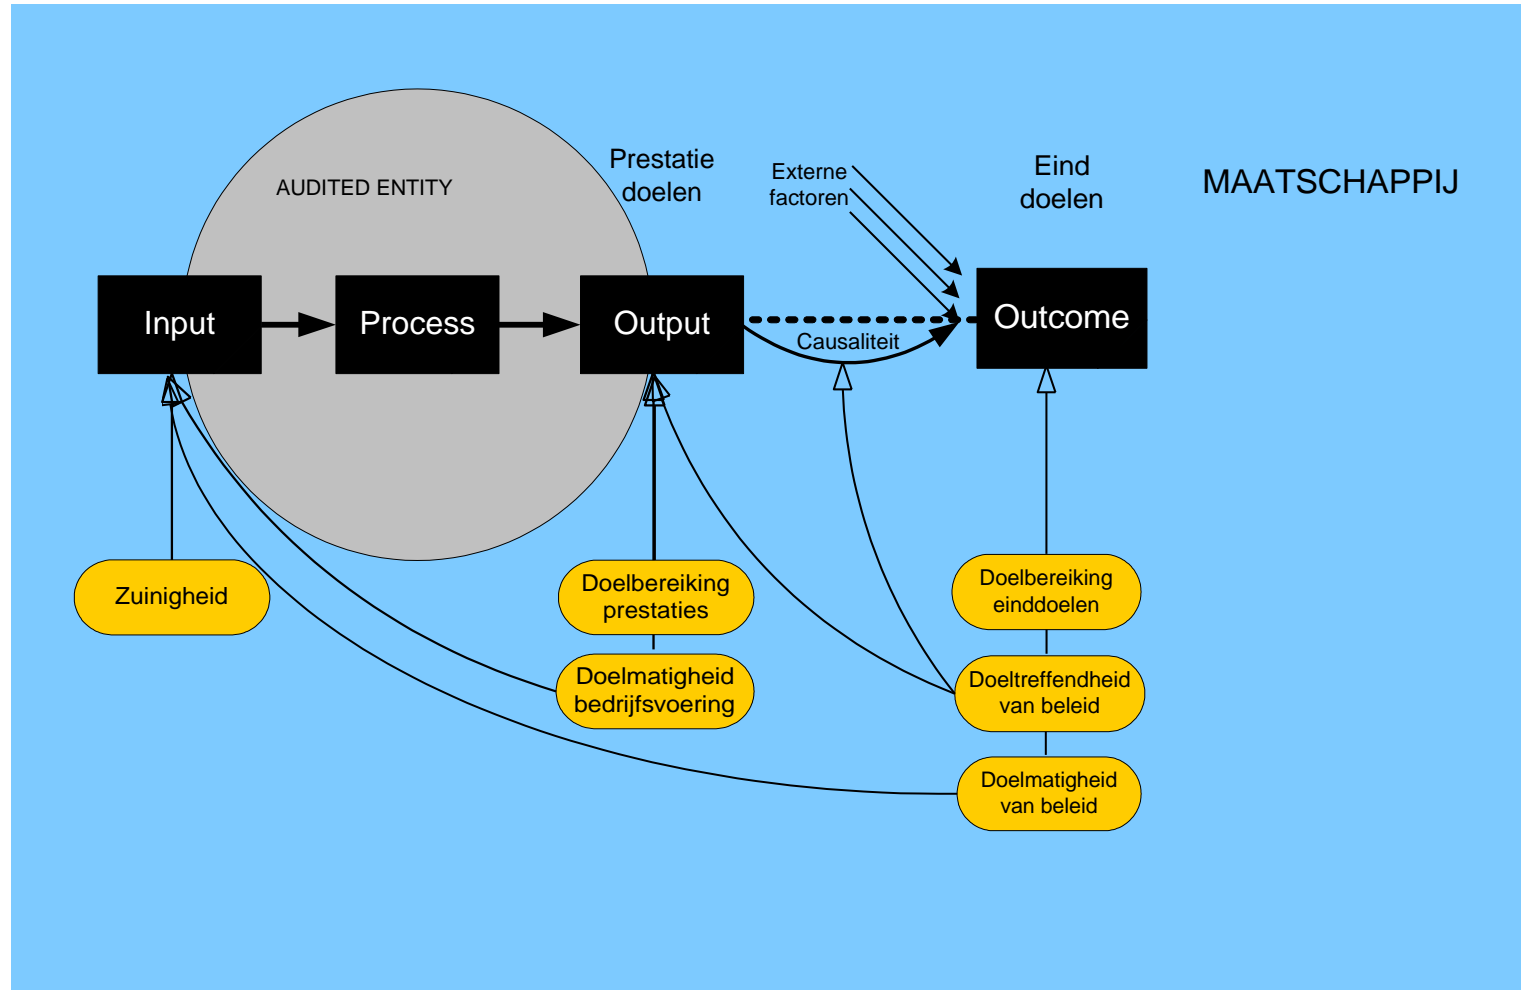 Prestatie
doelen
Externe
factoren
Eind
doelen
MAATSCHAPPIJ
AUDITED ENTITY
Input
Process
Output
Causaliteit
Outcome
Zuinigheid
Doelbereiking
prestaties
Doelmatigheid
bedrijfsvoering
Doelbereiking
einddoelen
Doeltreffendheid
van beleid
Doelmatigheid
van beleid